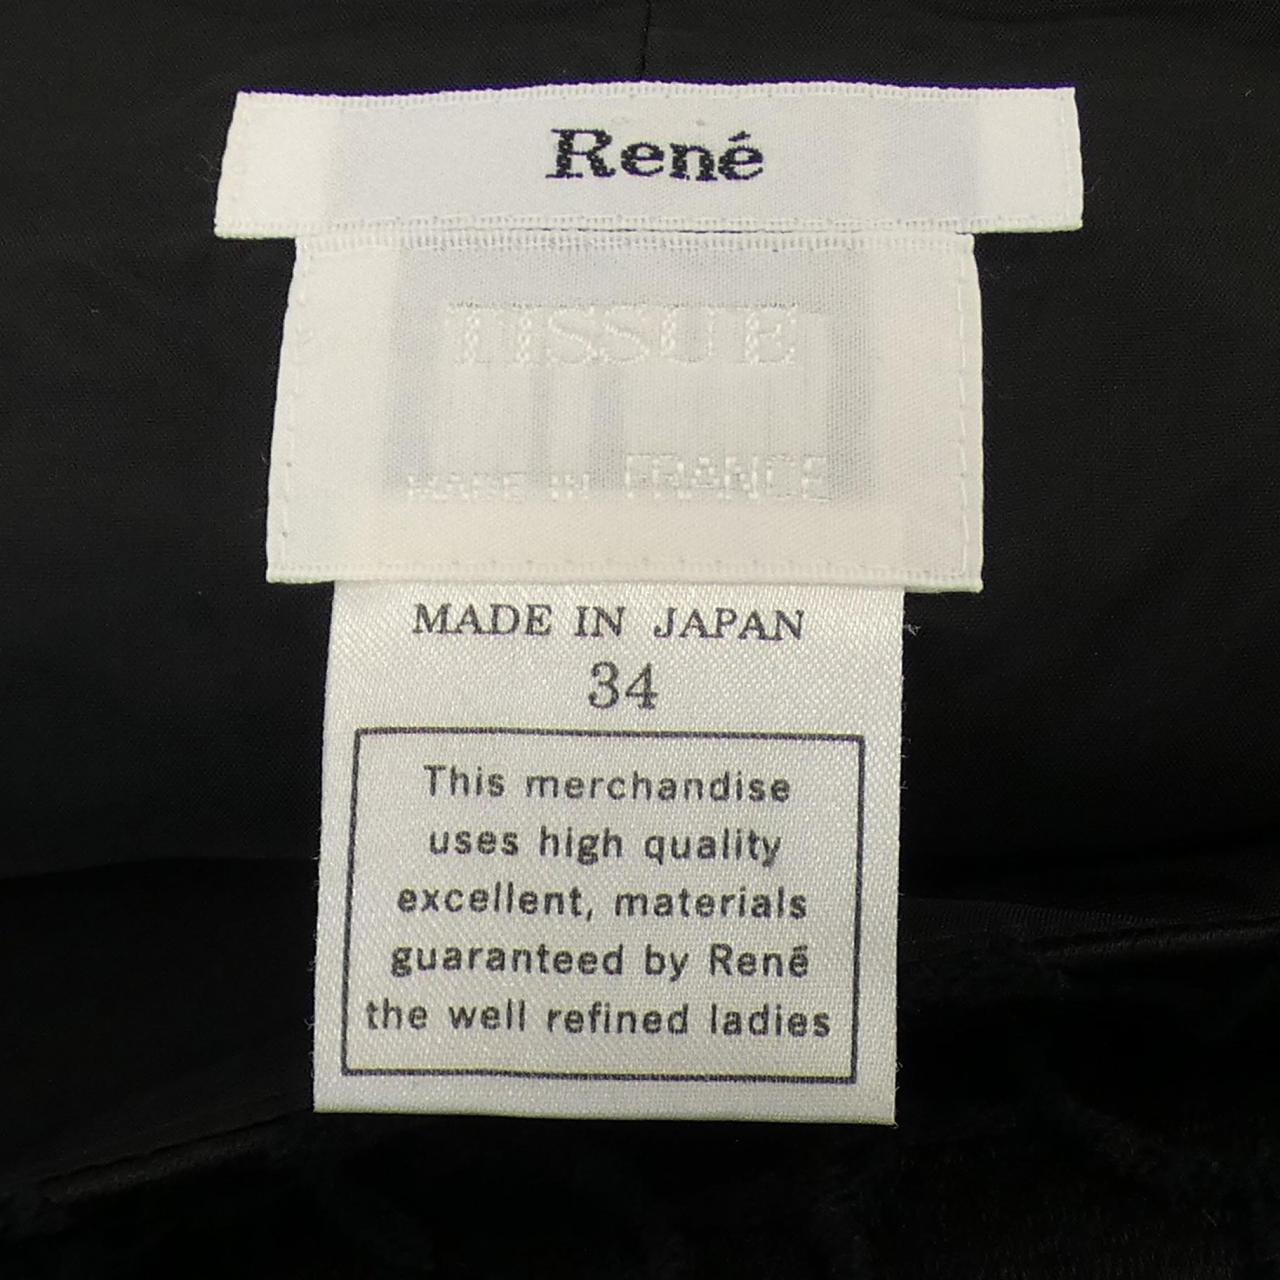 René
TISSUE
MADE IN FRANCE
MADE IN JAPAN
34
This merchandise
uses high quality
excellent, materials
guaranteed by René
the well refined ladies